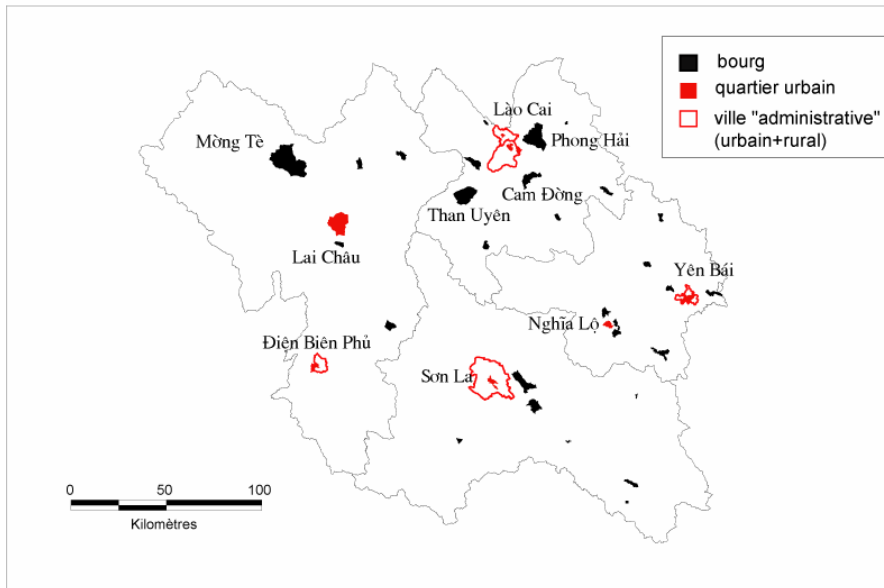 bourg
quartier urbain
ville "administrative"
(urbain+rural)
Lào Cai
Mờng Tè
Phong Hải
Cam Đờng
Than Uyên
Lai Châu
Yên Bái
Nghĩa Lộ
Điện Biên Phủ
Sơn La
0 50 100
Kilomètres